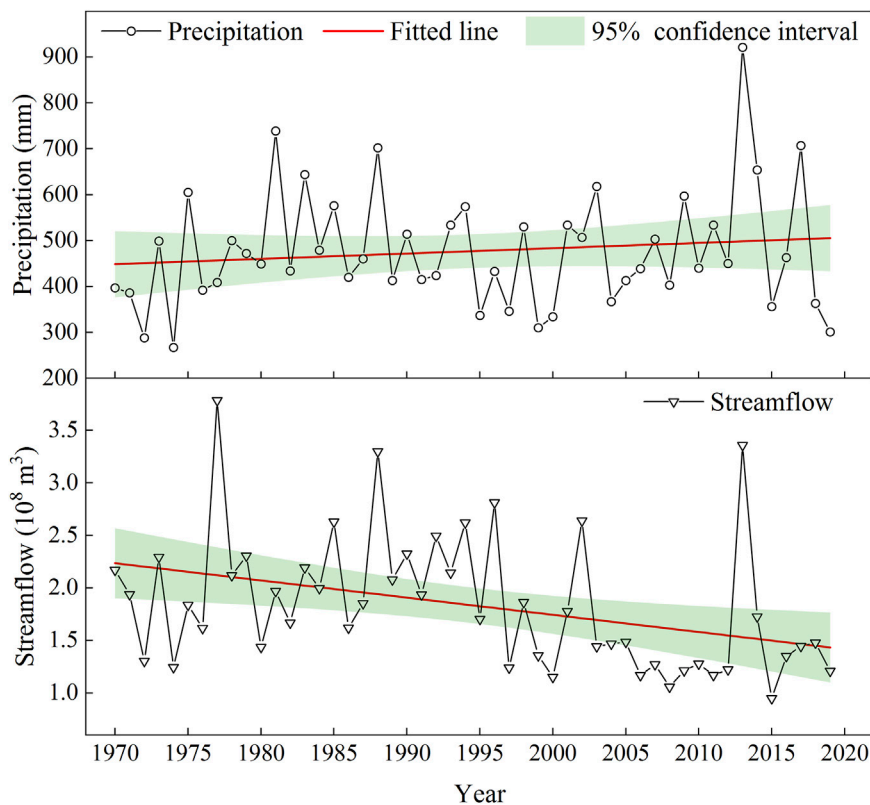 Precipitation Fitted line 95% confidence interval
Precipitation (mm)
900
800
700
600
500
400
300
200
Streamflow
Streamflow (10⁸ m³)
3.5
3.0
2.5
2.0
1.5
1.0
1970 1975 1980 1985 1990 1995 2000 2005 2010 2015 2020
Year